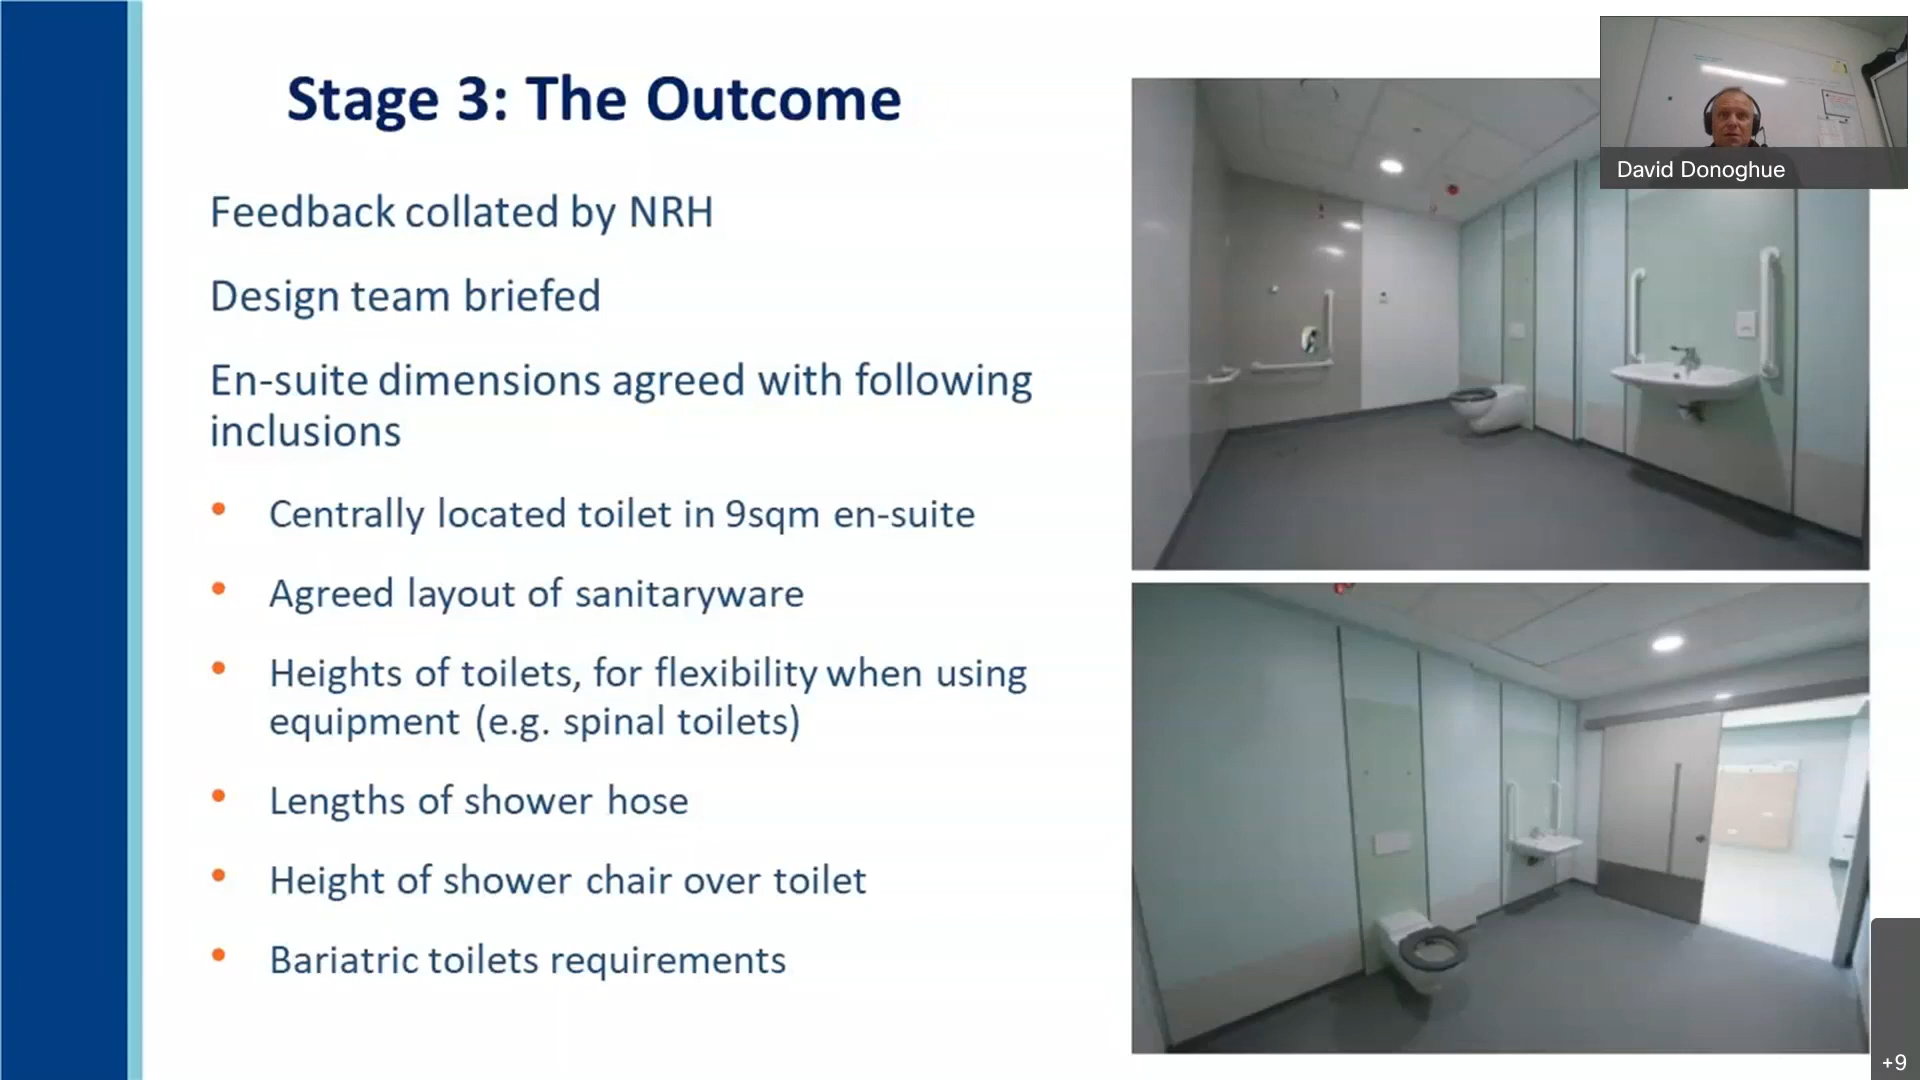 Stage 3: The Outcome
Feedback collated by NRH
Design team briefed
En-suite dimensions agreed with following
inclusions
• Centrally located toilet in 9sqm en-suite
• Agreed layout of sanitaryware
• Heights of toilets, for flexibility when using
equipment (e.g. spinal toilets)
• Lengths of shower hose
• Height of shower chair over toilet
• Bariatric toilets requirements
David Donoghue
+9